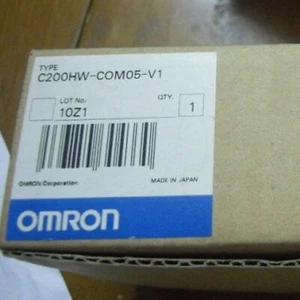 TYPE
C200HW-COM05-V1
LOT No. QTY.
10Z1 1
OMRON Corporation MADE IN JAPAN
OMRON